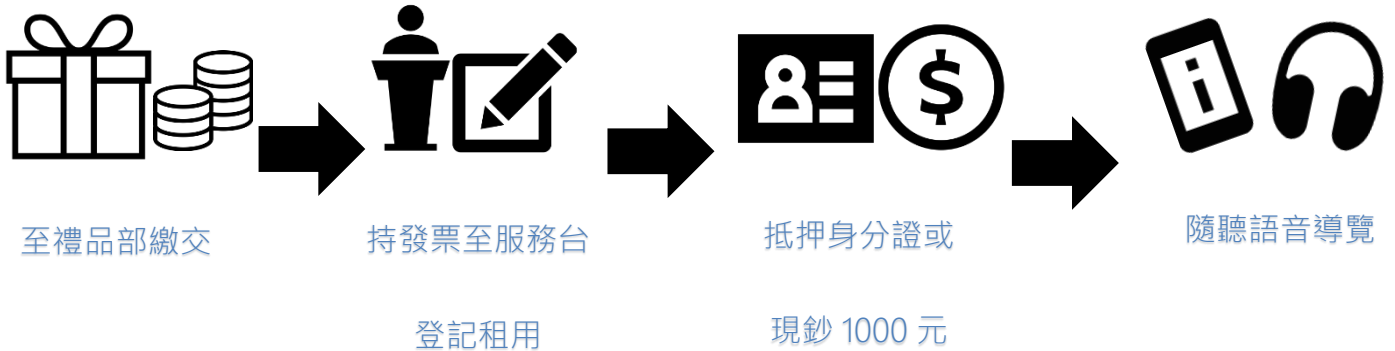 至禮品部繳交
持發票至服務台
登記租用
抵押身分證或
現鈔 1000 元
隨聽語音導覽